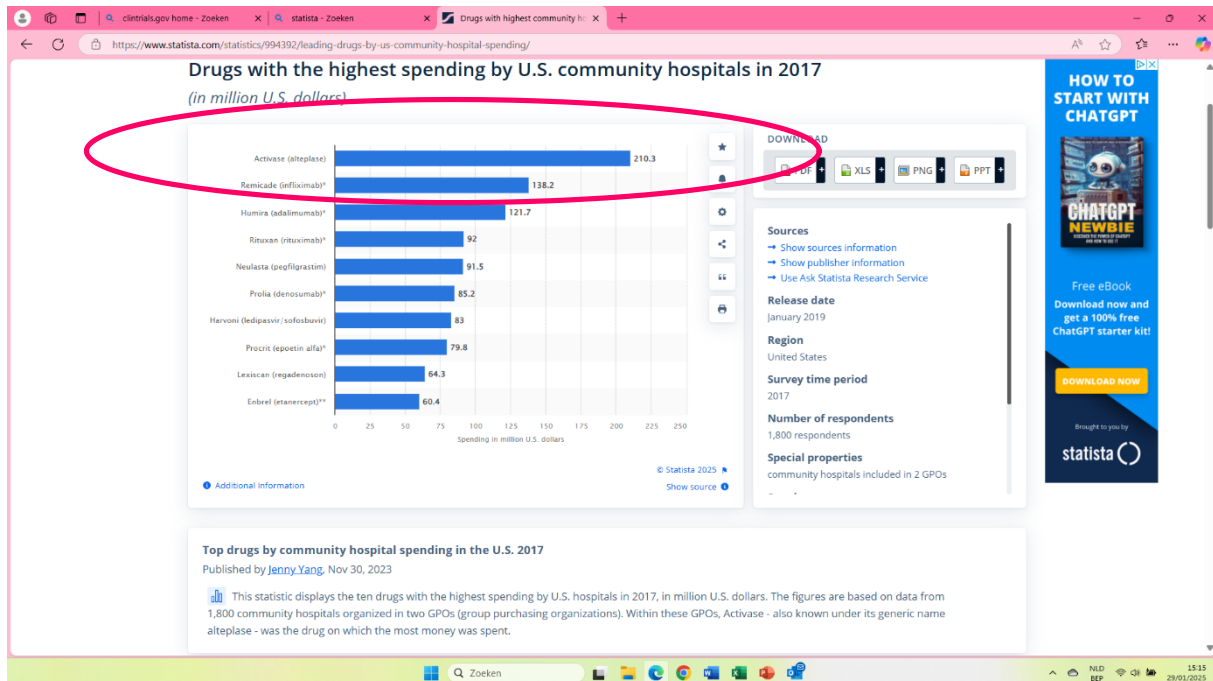 clintrials.gov home - Zoeken
statista - Zoeken
Drugs with highest community ho
https://www.statista.com/statistics/994392/leading-drugs-by-us-community-hospital-spending/
Drugs with the highest spending by U.S. community hospitals in 2017
(in million U.S. dollars)
Activase (alteplase)
210.3
Remicade (infliximab)*
138.2
Humira (adalimumab)*
121.7
Rituxan (rituximab)*
92
Neulasta (pegfilgrastim)
91.5
Prolia (denosumab)*
85.2
Harvoni (ledipasvir/sofosbuvir)
83
Procrit (epoetin alfa)*
79.8
Lexiscan (regadenoson)
64.3
Enbrel (etanercept)**
60.4
0 25 50 75 100 125 150 175 200 225 250
Spending in million U.S. dollars
© Statista 2025
Additional Information
Show source
DOWNLOAD
PDF + XLS + PNG + PPT +
Sources
→ Show sources information
→ Show publisher information
→ Use Ask Statista Research Service
Release date
January 2019
Region
United States
Survey time period
2017
Number of respondents
1,800 respondents
Special properties
community hospitals included in 2 GPOs
HOW TO
START WITH
CHATGPT
CHATGPT
NEWBIE
Free eBook
Download now and
get a 100% free
ChatGPT starter kit!
DOWNLOAD NOW
Brought to you by
statista
Top drugs by community hospital spending in the U.S. 2017
Published by Jenny Yang, Nov 30, 2023
This statistic displays the ten drugs with the highest spending by U.S. hospitals in 2017, in million U.S. dollars. The figures are based on data from
1,800 community hospitals organized in two GPOs (group purchasing organizations). Within these GPOs, Activase - also known under its generic name
alteplase - was the drug on which the most money was spent.
Zoeken
NLD
BEP
15:15
29/01/2025